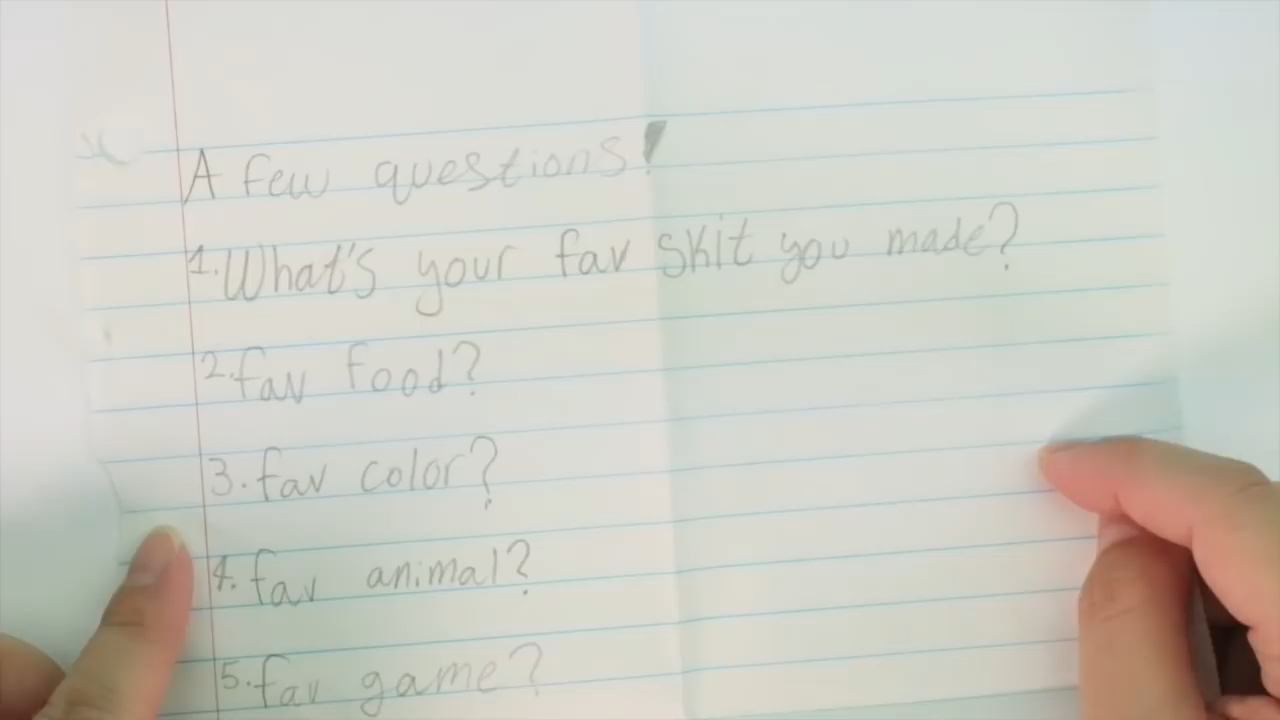 A few questions!
1. What's your fav skit you made?
2. fav food?
3. fav color?
4. fav animal?
5. fav game?